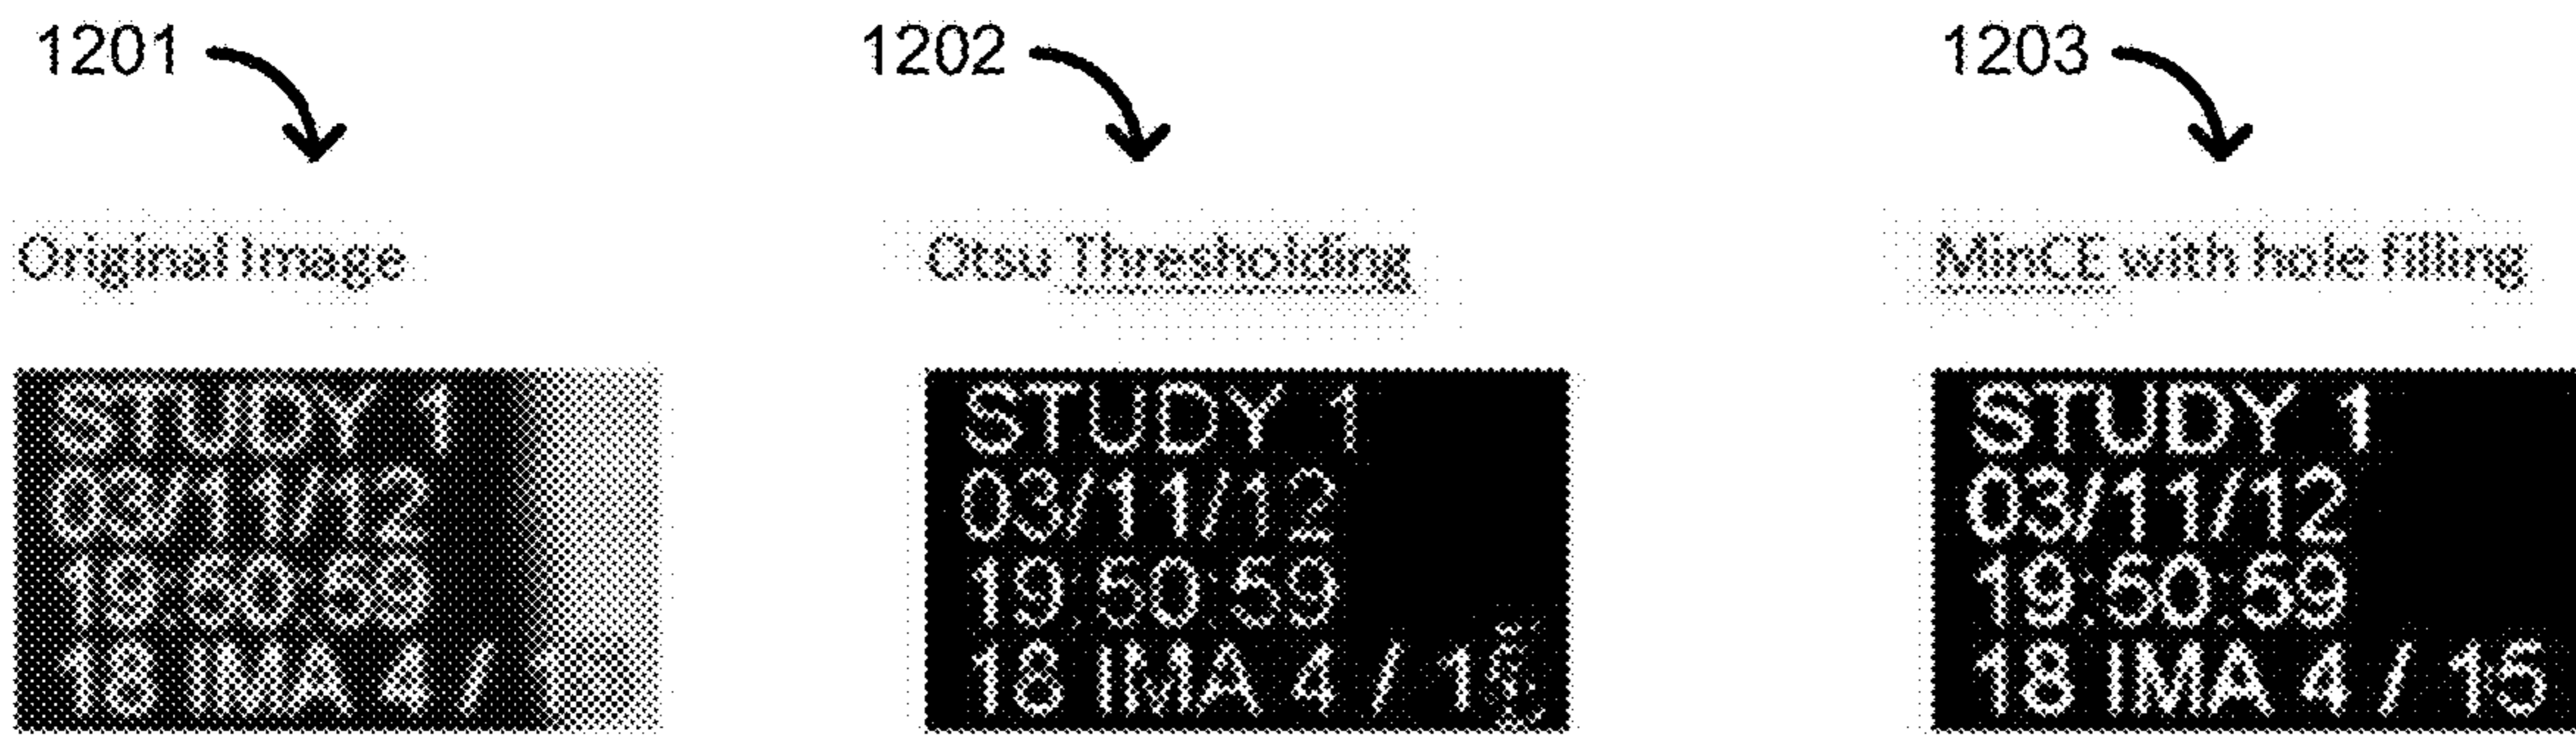 1201
1202
1203
Original Image
Otsu Thresholding
MinCE with hole filling
STUDY 1
03/11/12
19:50:59
18 IMA 4 / 1
STUDY 1
03/11/12
19:50:59
18 IMA 4 / 15
STUDY 1
03/11/12
19:50:59
18 IMA 4 / 15